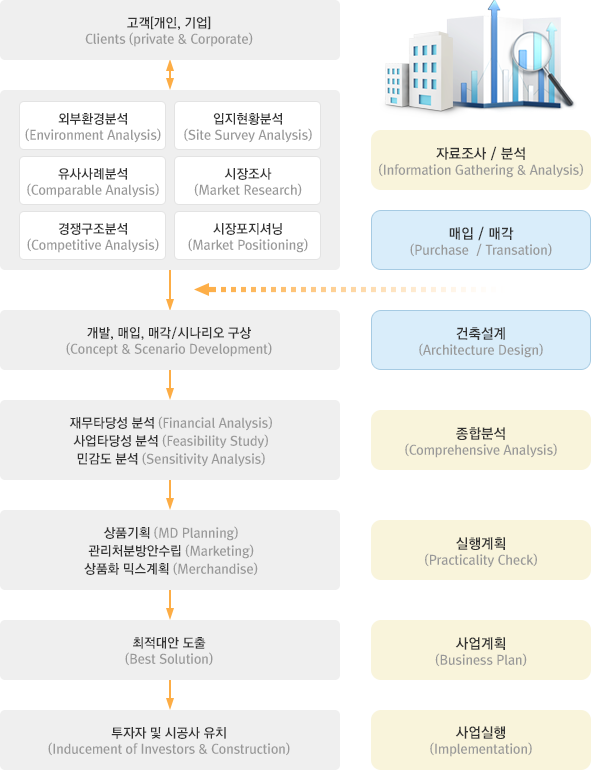 고객[개인, 기업]
Clients (private & Corporate)
외부환경분석
(Environment Analysis)
입지현황분석
(Site Survey Analysis)
유사사례분석
(Comparable Analysis)
시장조사
(Market Research)
경쟁구조분석
(Competitive Analysis)
시장포지셔닝
(Market Positioning)
자료조사 / 분석
(Information Gathering & Analysis)
매입 / 매각
(Purchase / Transation)
개발, 매입, 매각/시나리오 구상
(Concept & Scenario Development)
건축설계
(Architecture Design)
재무타당성 분석 (Financial Analysis)
사업타당성 분석 (Feasibility Study)
민감도 분석 (Sensitivity Analysis)
종합분석
(Comprehensive Analysis)
상품기획 (MD Planning)
관리처분방안수립 (Marketing)
상품화 믹스계획 (Merchandise)
실행계획
(Practicality Check)
최적대안 도출
(Best Solution)
사업계획
(Business Plan)
투자자 및 시공사 유치
(Inducement of Investors & Construction)
사업실행
(Implementation)